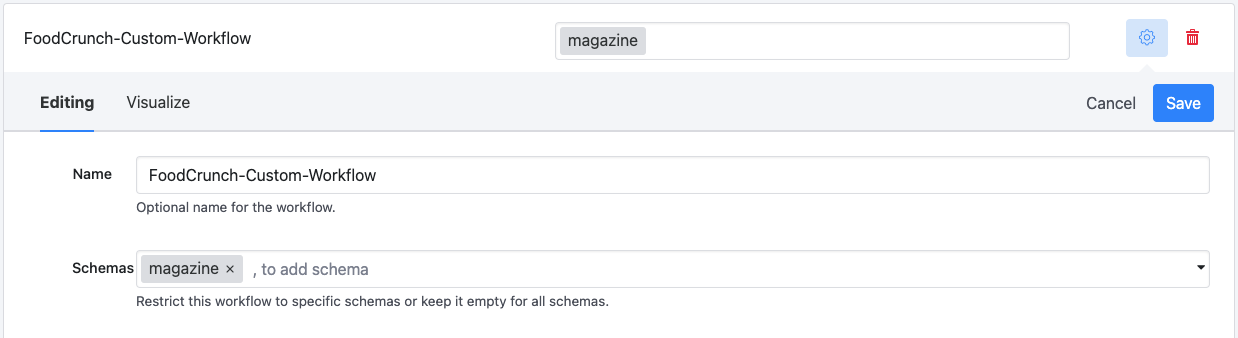 FoodCrunch-Custom-Workflow magazine
Editing Visualize Cancel Save
Name FoodCrunch-Custom-Workflow
Optional name for the workflow.
Schemas magazine × , to add schema
Restrict this workflow to specific schemas or keep it empty for all schemas.